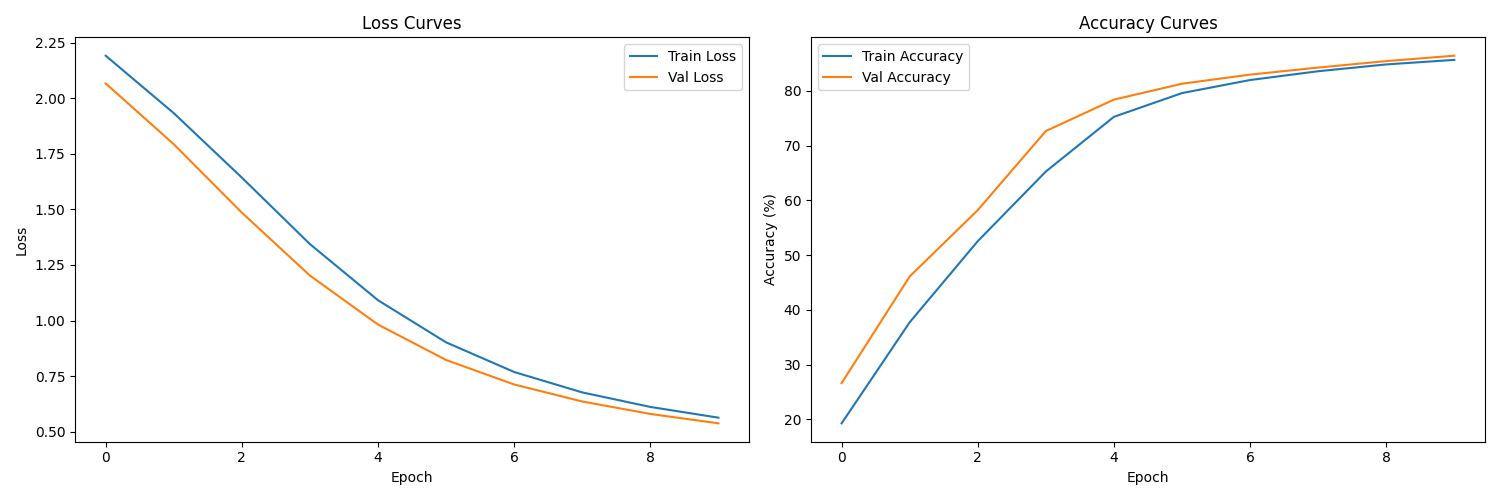 Loss Curves
2.25
2.00
1.75
1.50
1.25
1.00
0.75
0.50
Loss
0 2 4 6 8
Epoch
Train Loss
Val Loss
Accuracy Curves
80
70
60
50
40
30
20
Accuracy (%)
0 2 4 6 8
Epoch
Train Accuracy
Val Accuracy